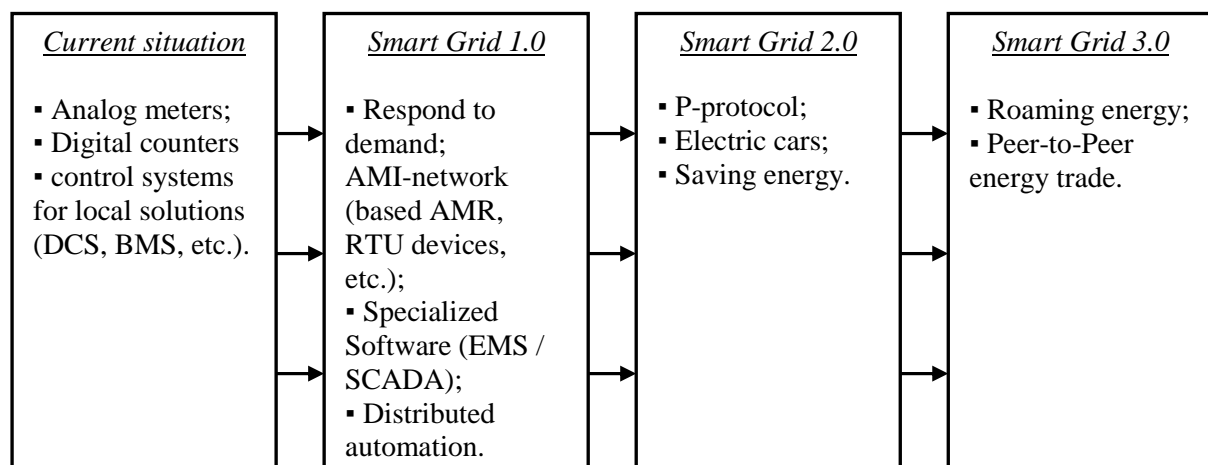 Current situation
▪ Analog meters;
▪ Digital counters
▪ control systems
for local solutions
(DCS, BMS, etc.).
Smart Grid 1.0
▪ Respond to
demand;
AMI-network
(based AMR,
RTU devices,
etc.);
▪ Specialized
Software (EMS /
SCADA);
▪ Distributed
automation.
Smart Grid 2.0
▪ P-protocol;
▪ Electric cars;
▪ Saving energy.
Smart Grid 3.0
▪ Roaming energy;
▪ Peer-to-Peer
energy trade.